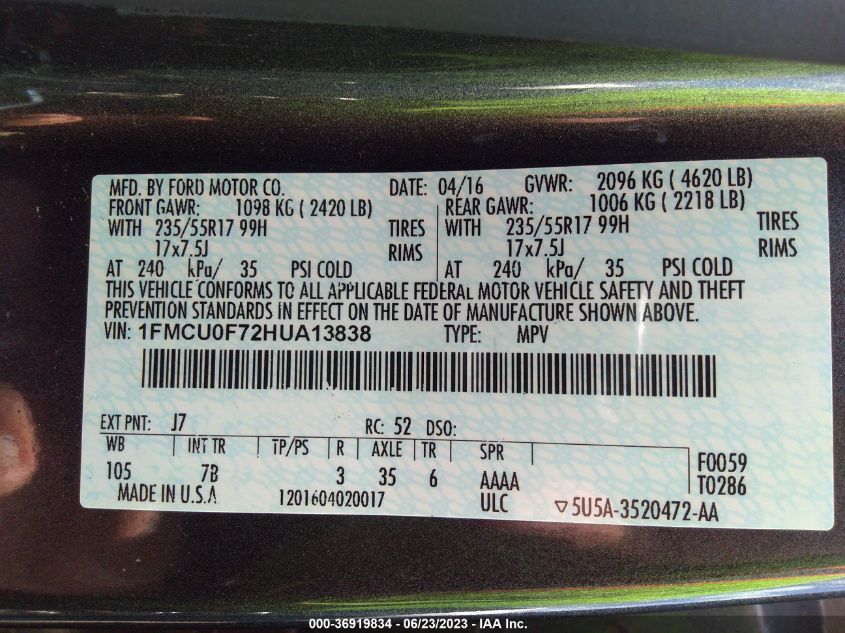 MFD. BY FORD MOTOR CO. DATE: 04/16 GVWR: 2096 KG ( 4620 LB)
FRONT GAWR: 1098 KG ( 2420 LB) REAR GAWR: 1006 KG ( 2218 LB)
WITH 235/55R17 99H TIRES WITH 235/55R17 99H TIRES
17x7.5J RIMS 17x7.5J RIMS
AT 240 kPa/ 35 PSI COLD AT 240 kPa/ 35 PSI COLD
THIS VEHICLE CONFORMS TO ALL APPLICABLE FEDERAL MOTOR VEHICLE SAFETY AND THEFT
PREVENTION STANDARDS IN EFFECT ON THE DATE OF MANUFACTURE SHOWN ABOVE.
VIN: 1FMCU0F72HUA13838 TYPE: MPV
EXT PNT: J7 RC: 52 DSO:
WB INT TR TP/PS R AXLE TR SPR
105 7B 3 35 6 AAAA
F0059
T0286
MADE IN U.S.A. 1201604020017 ULC ▽5U5A-3520472-AA
000-36919834 - 06/23/2023 - IAA Inc.